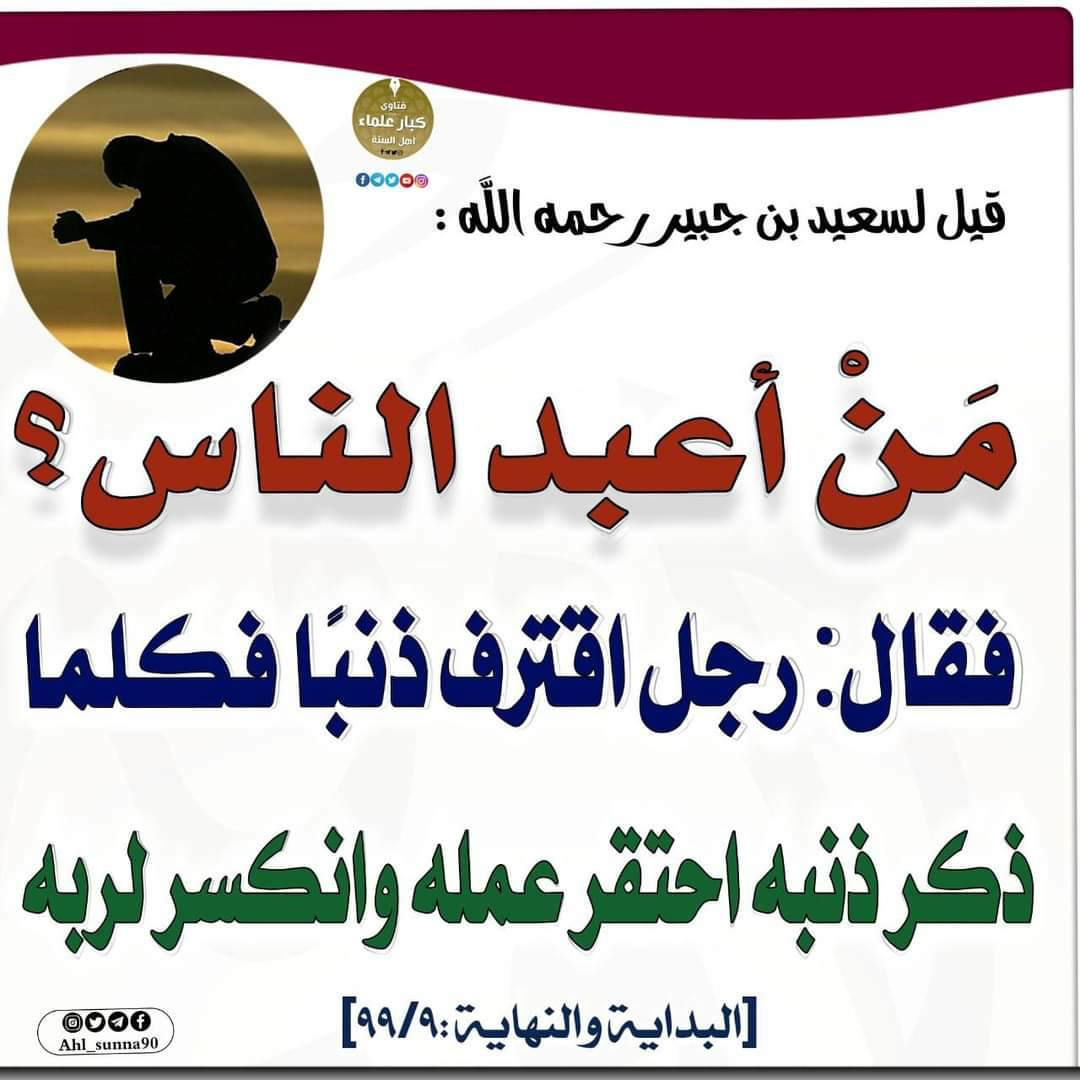 فتاوى
كبار علماء
اهل السنة
قيل لسعيد بن جبير رحمه الله :
مَنْ أعبد الناس؟
فقال: رجل اقترف ذنبًا فكلما
ذكر ذنبه احتقر عمله وانكسر لربه
[البداية والنهاية:٩٩/٩]
Ahl_sunna90